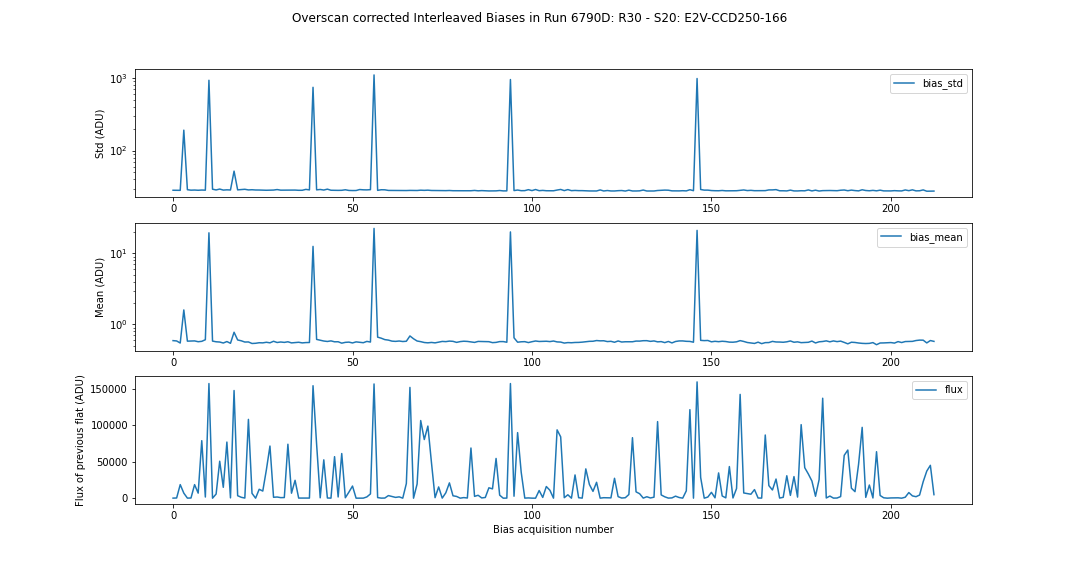 Overscan corrected Interleaved Biases in Run 6790D: R30 - S20: E2V-CCD250-166
10³
10²
Std (ADU)
bias_std
0 50 100 150 200
10¹
10⁰
Mean (ADU)
bias_mean
0 50 100 150 200
150000
100000
50000
0
Flux of previous flat (ADU)
flux
0 50 100 150 200
Bias acquisition number